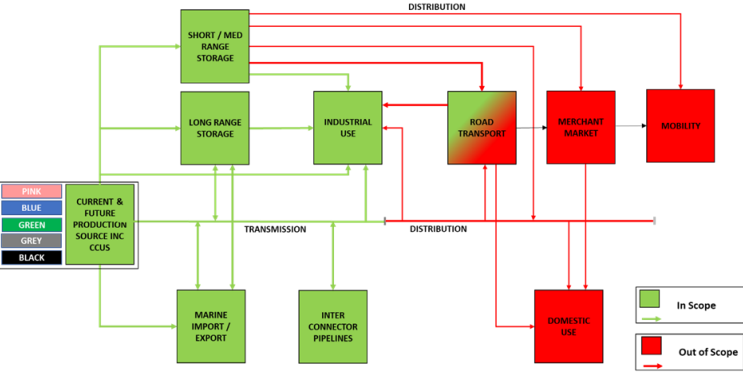 DISTRIBUTION
SHORT / MED
RANGE
STORAGE
LONG RANGE
STORAGE
INDUSTRIAL
USE
ROAD
TRANSPORT
MERCHANT
MARKET
MOBILITY
PINK
BLUE
GREEN
GREY
BLACK
CURRENT &
FUTURE
PRODUCTION
SOURCE INC
CCUS
TRANSMISSION
DISTRIBUTION
MARINE
IMPORT /
EXPORT
INTER
CONNECTOR
PIPELINES
DOMESTIC
USE
In Scope
Out of Scope